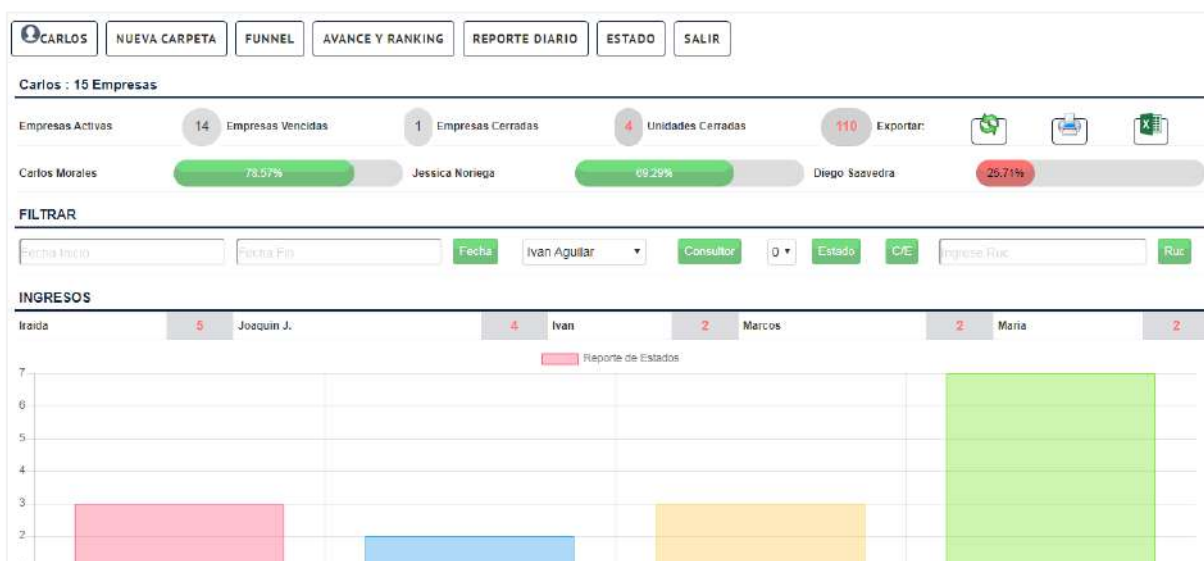 CARLOS NUEVA CARPETA FUNNEL AVANCE Y RANKING REPORTE DIARIO ESTADO SALIR
Carlos : 15 Empresas
Empresas Activas 14 Empresas Vencidas 1 Empresas Cerradas 4 Unidades Cerradas 110 Exportar:
Carlos Morales 78.57% Jessica Noriega 69.29% Diego Saavedra 25.71%
FILTRAR
Fecha Inicio Fecha Fin Fecha Ivan Aguilar Consultor 0 Estado C/E Ingrese Ruc Ruc
INGRESOS
Iraida 5 Joaquin J. 4 Ivan 2 Marcos 2 Maria 2
Reporte de Estados
7
6
5
4
3
2